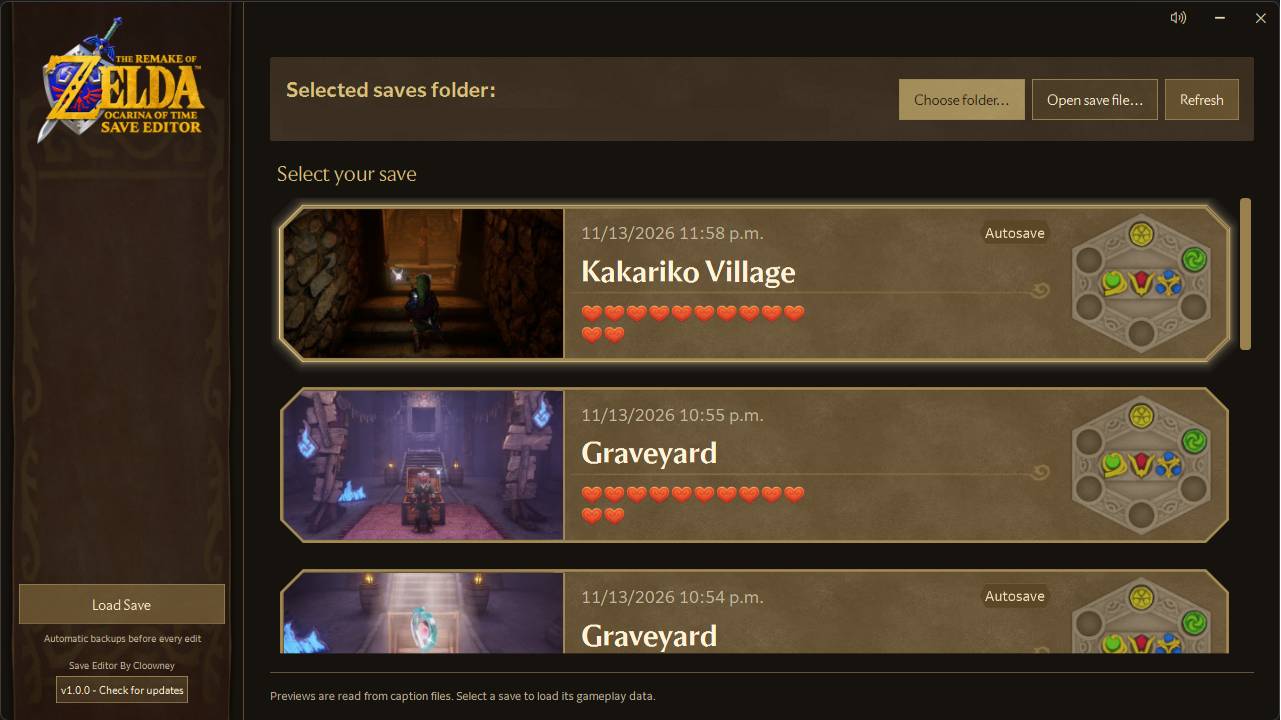 THE REMAKE OF
ZELDA™
OCARINA OF TIME
SAVE EDITOR
Selected saves folder:
Choose folder...
Open save file...
Refresh
Select your save
11/13/2026 11:58 p.m.
Autosave
Kakariko Village
11/13/2026 10:55 p.m.
Graveyard
11/13/2026 10:54 p.m.
Autosave
Graveyard
Load Save
Automatic backups before every edit
Save Editor By Cloowney
v1.0.0 - Check for updates
Previews are read from caption files. Select a save to load its gameplay data.